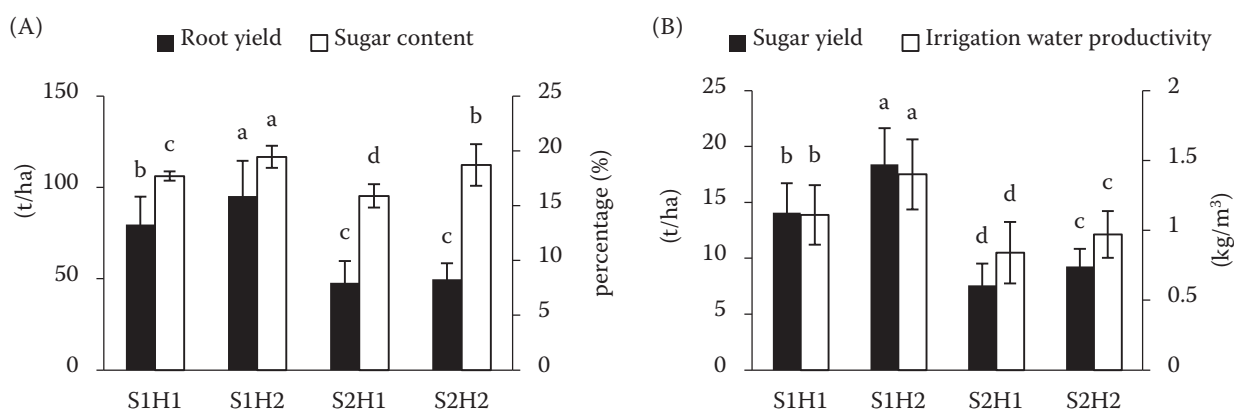 (A)
Root yield Sugar content
150
100
50
0
(t/ha)
b c a a c d c b
25
20
15
10
5
0
percentage (%)
S1H1 S1H2 S2H1 S2H2
(B)
Sugar yield Irrigation water productivity
25
20
15
10
5
0
(t/ha)
b b a a d d c c
2
1.5
1
0.5
0
(kg/m³)
S1H1 S1H2 S2H1 S2H2